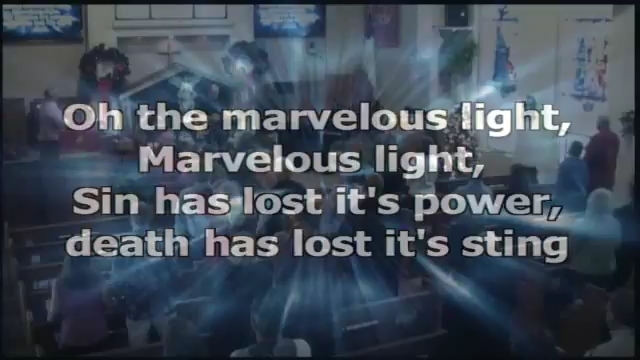 Oh the marvelous light,
Marvelous light,
Sin has lost it's power,
death has lost it's sting